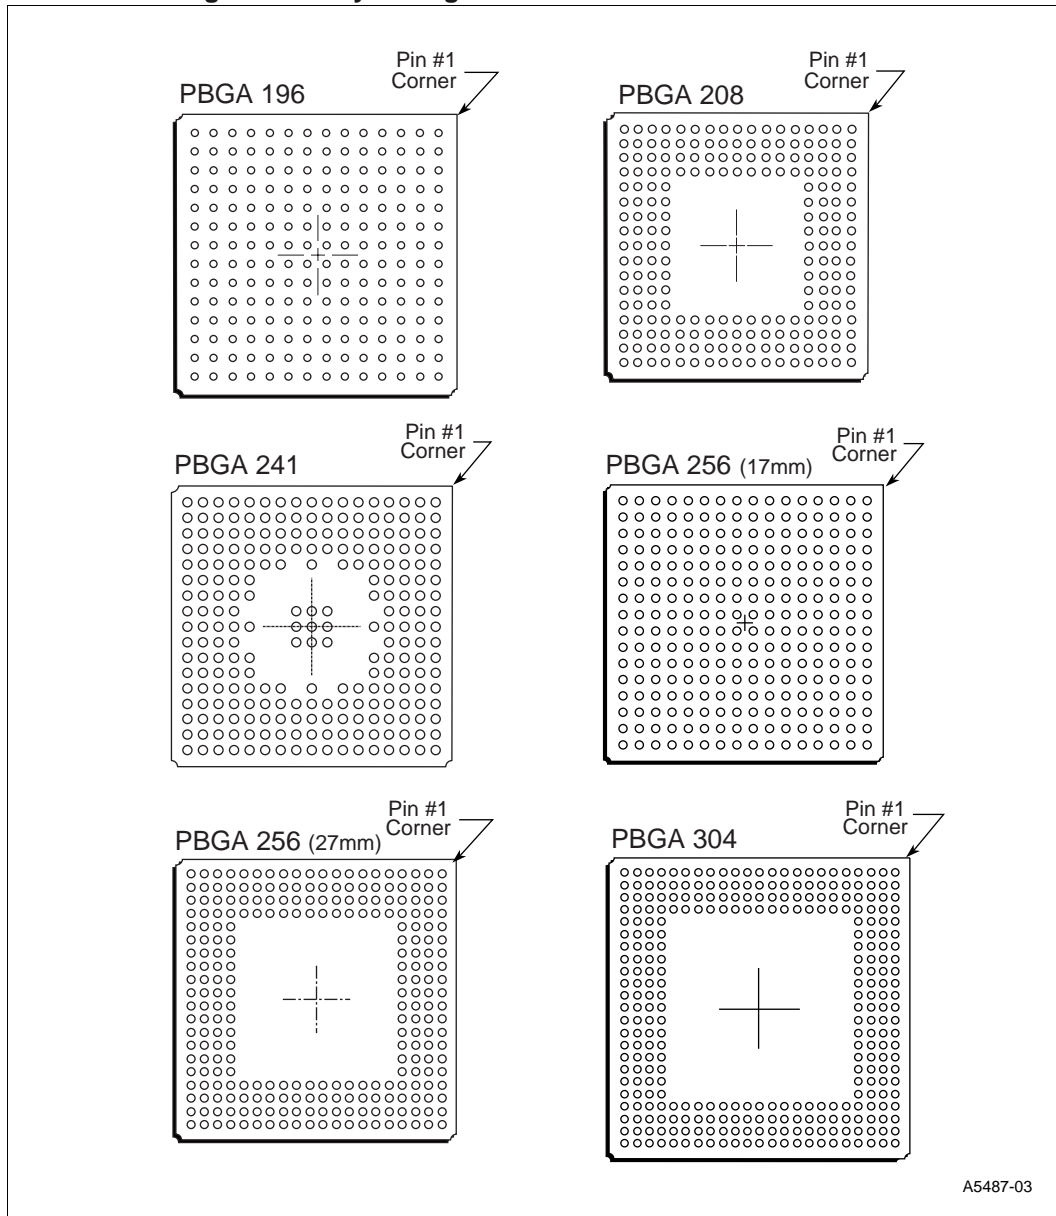 Pin #1
Corner
PBGA 196
Pin #1
Corner
PBGA 208
Pin #1
Corner
PBGA 241
Pin #1
Corner
PBGA 256 (17mm)
Pin #1
Corner
PBGA 256 (27mm)
Pin #1
Corner
PBGA 304
A5487-03